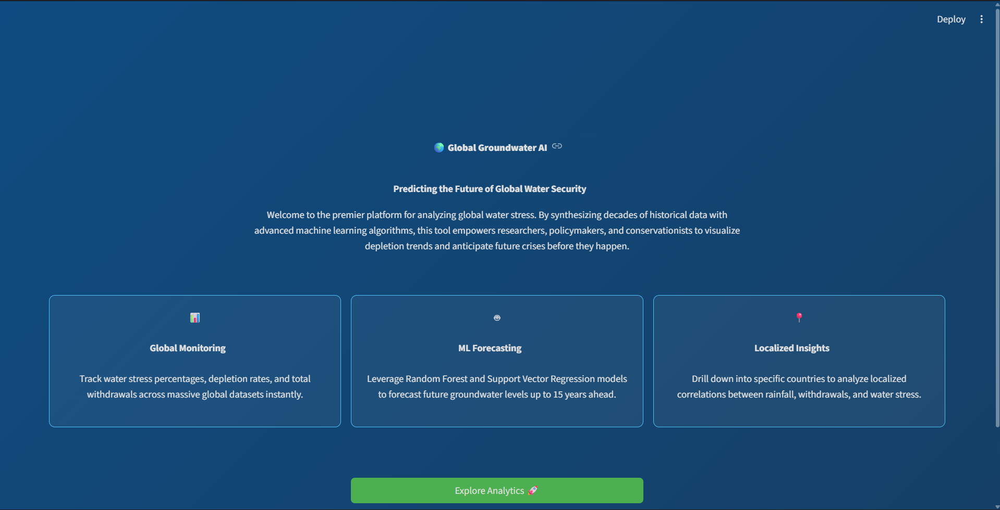 Deploy
🌍 Global Groundwater AI
Predicting the Future of Global Water Security
Welcome to the premier platform for analyzing global water stress. By synthesizing decades of historical data with
advanced machine learning algorithms, this tool empowers researchers, policymakers, and conservationists to visualize
depletion trends and anticipate future crises before they happen.
Global Monitoring
Track water stress percentages, depletion rates, and total
withdrawals across massive global datasets instantly.
ML Forecasting
Leverage Random Forest and Support Vector Regression models
to forecast future groundwater levels up to 15 years ahead.
Localized Insights
Drill down into specific countries to analyze localized
correlations between rainfall, withdrawals, and water stress.
Explore Analytics 🚀